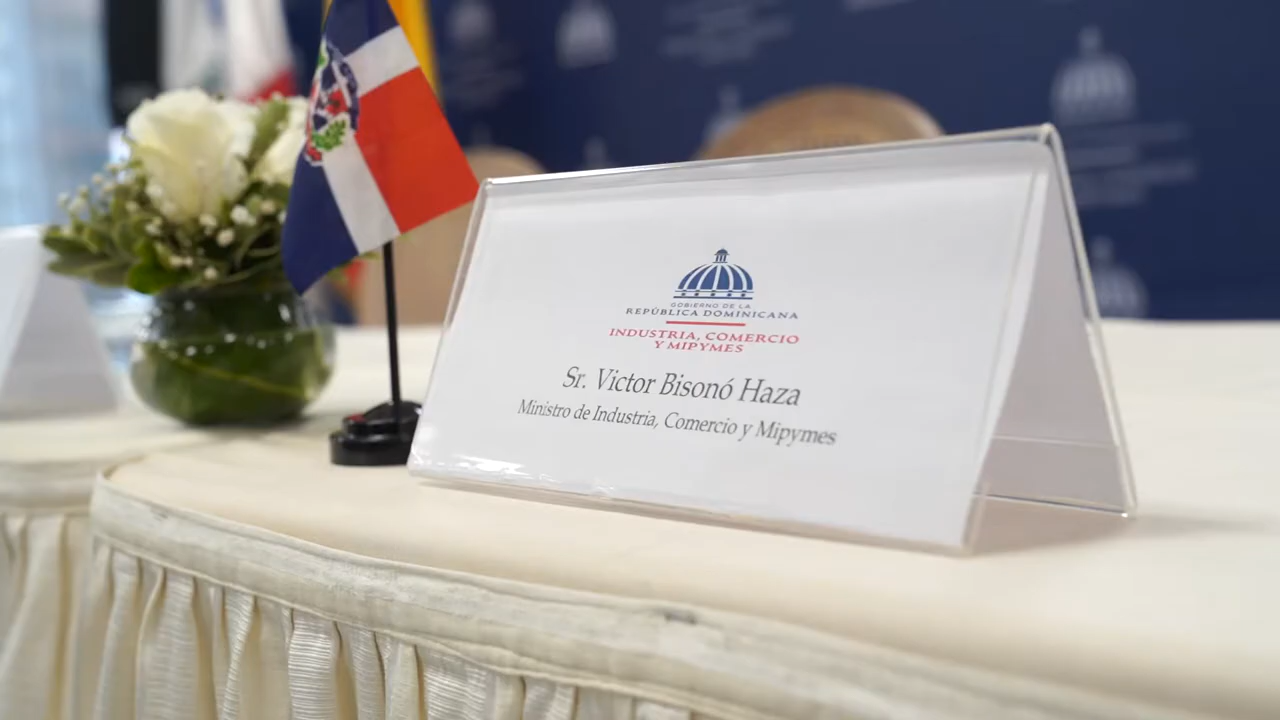 GOBIERNO DE LA
REPÚBLICA DOMINICANA
INDUSTRIA, COMERCIO
Y MIPYMES
Sr. Victor Bisonó Haza
Ministro de Industria, Comercio y Mipymes